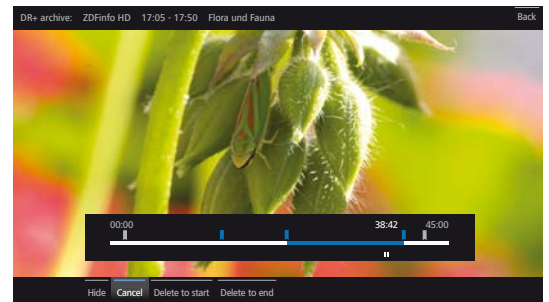 DR+ archive: ZDFinfo HD 17:05 - 17:50 Flora und Fauna Back
00:00 38:42 45:00
Hide Cancel Delete to start Delete to end